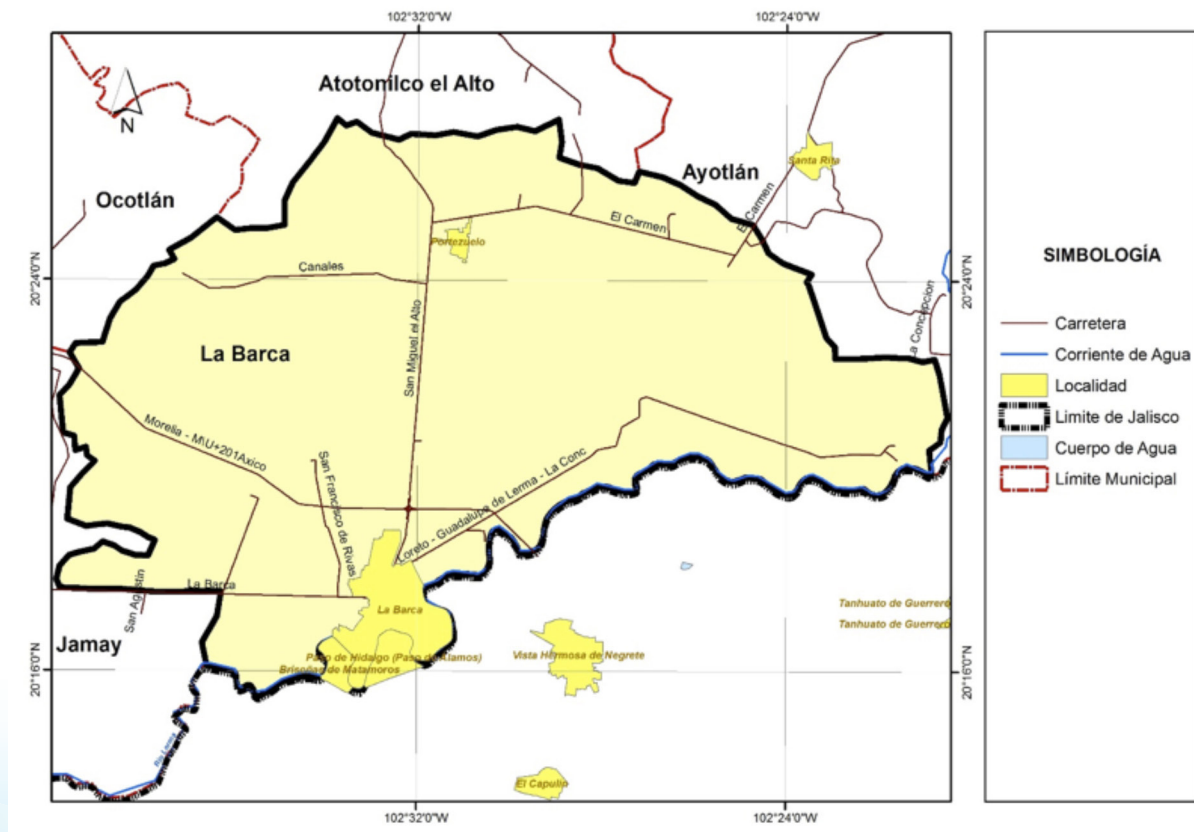 102°32'0"W
102°24'0"W
Atotonilco el Alto
N
Santa Rita
Ayotlán
Ocotlán
El Carmen
El Carmen
Portezuelo
20°24'0"N
Canales
20°24'0"N
San Miguel el Alto
La Concepcion
La Barca
Morelia - M\U+201Axico
San Francisco de Rivas
Loreto - Guadalupe de Lerma - La Conc
La Barca
San Agustín
La Barca
Tanhuato de Guerrero
Tanhuato de Guerrero
Jamay
Paso de Hidalgo (Paso de Álamos)
Briseñas de Matamoros
Vista Hermosa de Negrete
20°16'0"N
20°16'0"N
Río Lerma
El Capulín
102°32'0"W
102°24'0"W
SIMBOLOGÍA
Carretera
Corriente de Agua
Localidad
Limite de Jalisco
Cuerpo de Agua
Límite Municipal